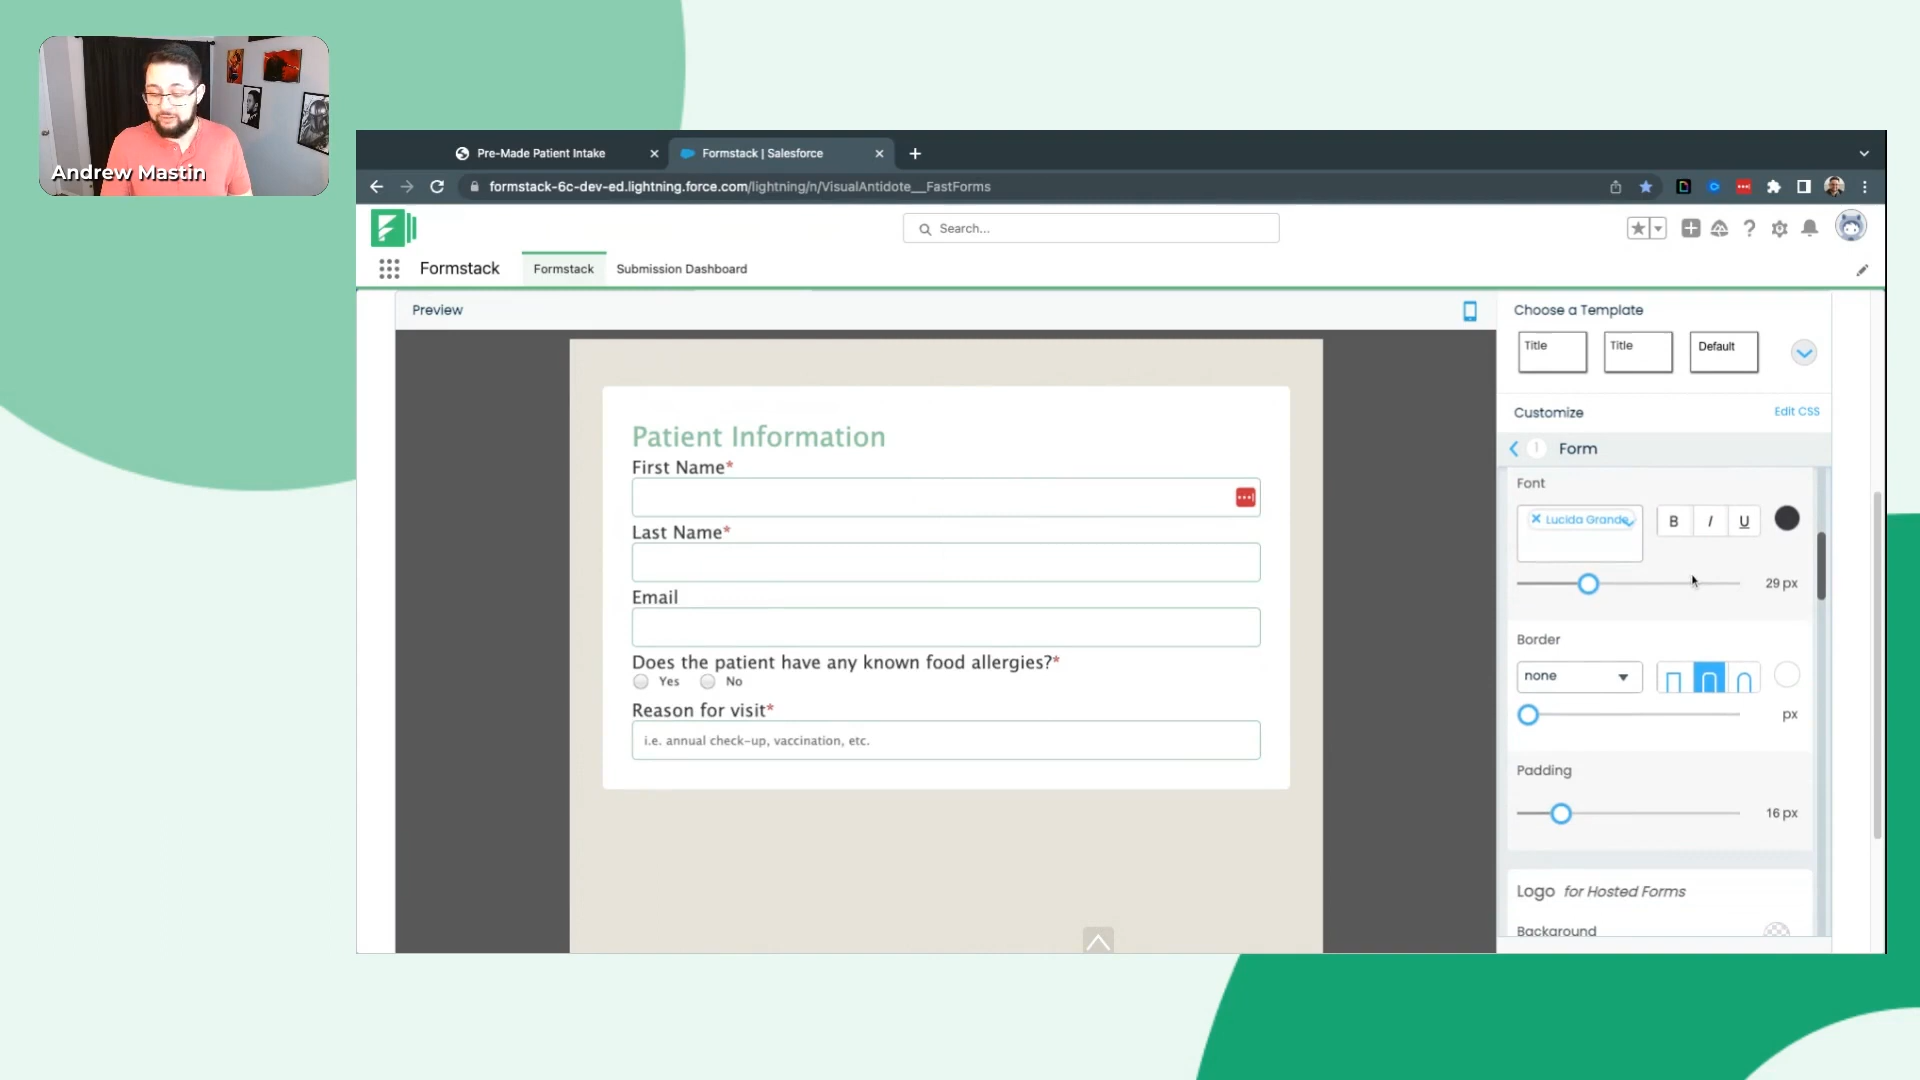 Andrew Mastin
Pre-Made Patient Intake
Formstack | Salesforce
formstack-6c-dev-ed.lightning.force.com/lightning/n/VisualAntidote__FastForms
Search...
Formstack
Formstack
Submission Dashboard
Preview
Choose a Template
Title
Title
Default
Customize
Edit CSS
Form
Font
Lucida Grande
B I U
29 px
Border
none
px
Padding
16 px
Logo for Hosted Forms
Background
Patient Information
First Name*
Last Name*
Email
Does the patient have any known food allergies?*
Yes No
Reason for visit*
i.e. annual check-up, vaccination, etc.